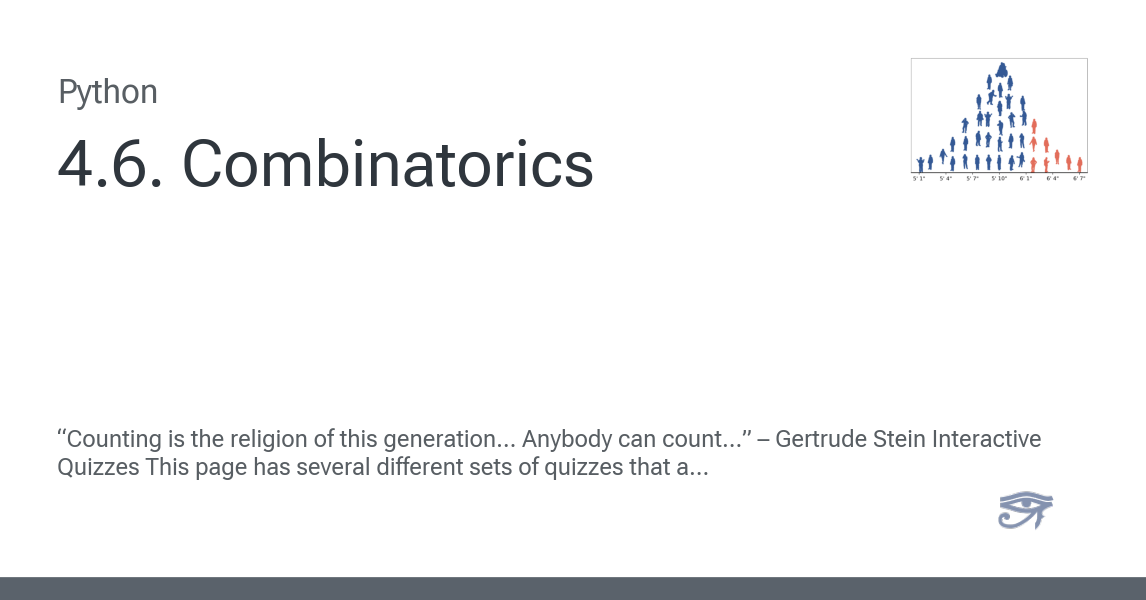 Python
4.6. Combinatorics
5' 1" 5' 4" 5' 7" 5' 10" 6' 1" 6' 4" 6' 7"
“Counting is the religion of this generation… Anybody can count…” – Gertrude Stein Interactive
Quizzes This page has several different sets of quizzes that a…